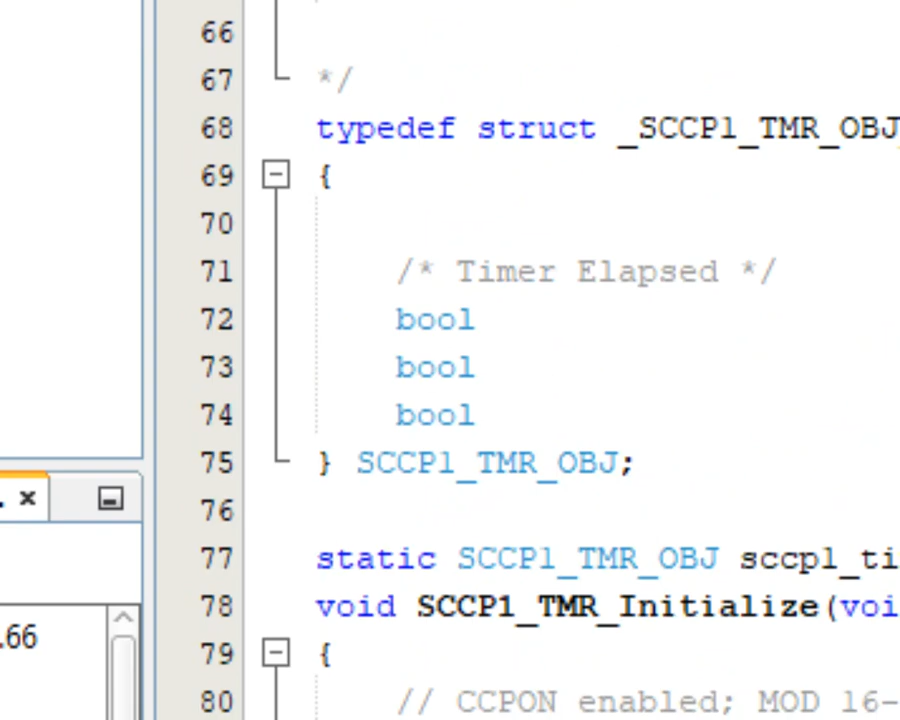 66
67 */
68 typedef struct _SCCP1_TMR_OBJ
69 {
70
71 /* Timer Elapsed */
72 bool
73 bool
74 bool
75 } SCCP1_TMR_OBJ;
76
77 static SCCP1_TMR_OBJ sccp1_ti
78 void SCCP1_TMR_Initialize(voi
79 {
80 // CCPON enabled; MOD 16-
.66